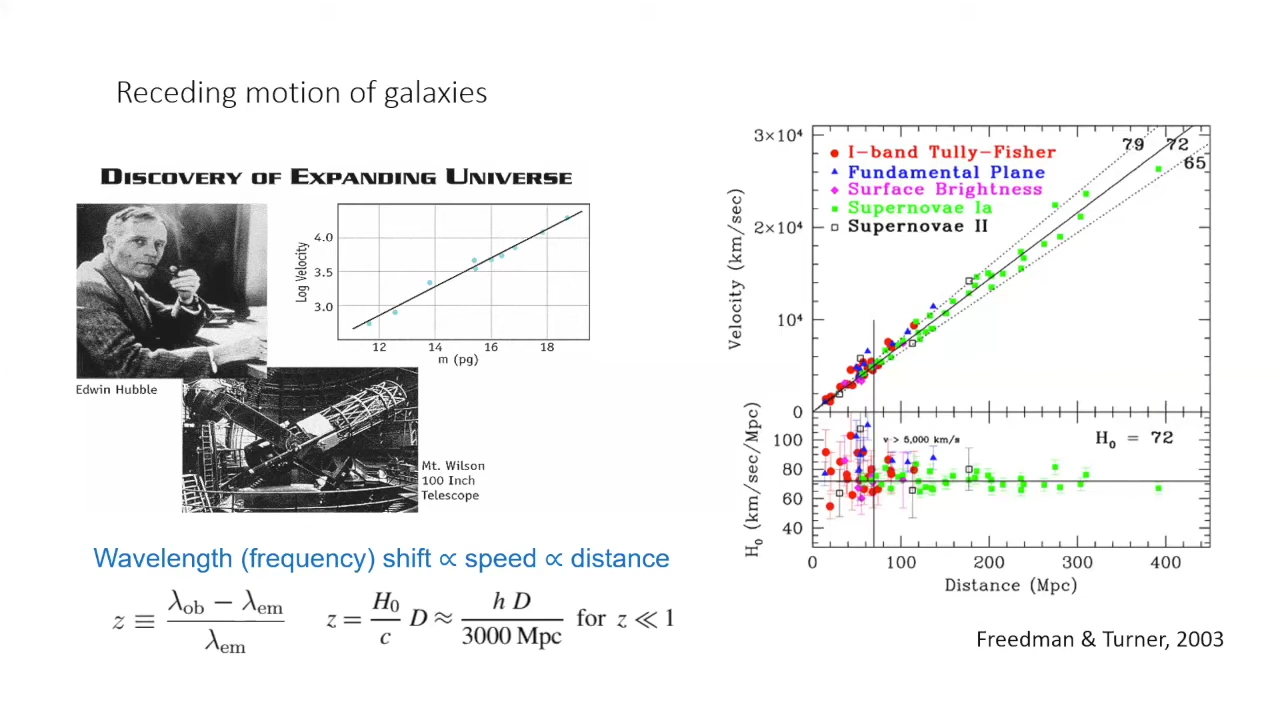 Receding motion of galaxies
DISCOVERY OF EXPANDING UNIVERSE
Edwin Hubble
Log Velocity
4.0
3.5
3.0
12 14 16 18
m (pg)
Mt. Wilson
100 Inch
Telescope
Wavelength (frequency) shift ∝ speed ∝ distance
z ≡ (λob − λem) / λem
z = H0/c D ≈ h D / 3000 Mpc for z ≪ 1
I-band Tully-Fisher
Fundamental Plane
Surface Brightness
Supernovae Ia
Supernovae II
79 72
65
Velocity (km/sec)
3×10⁴
2×10⁴
10⁴
0
H0 (km/sec/Mpc)
100
80
60
40
v > 5,000 km/s
H0 = 72
0 100 200 300 400
Distance (Mpc)
Freedman & Turner, 2003